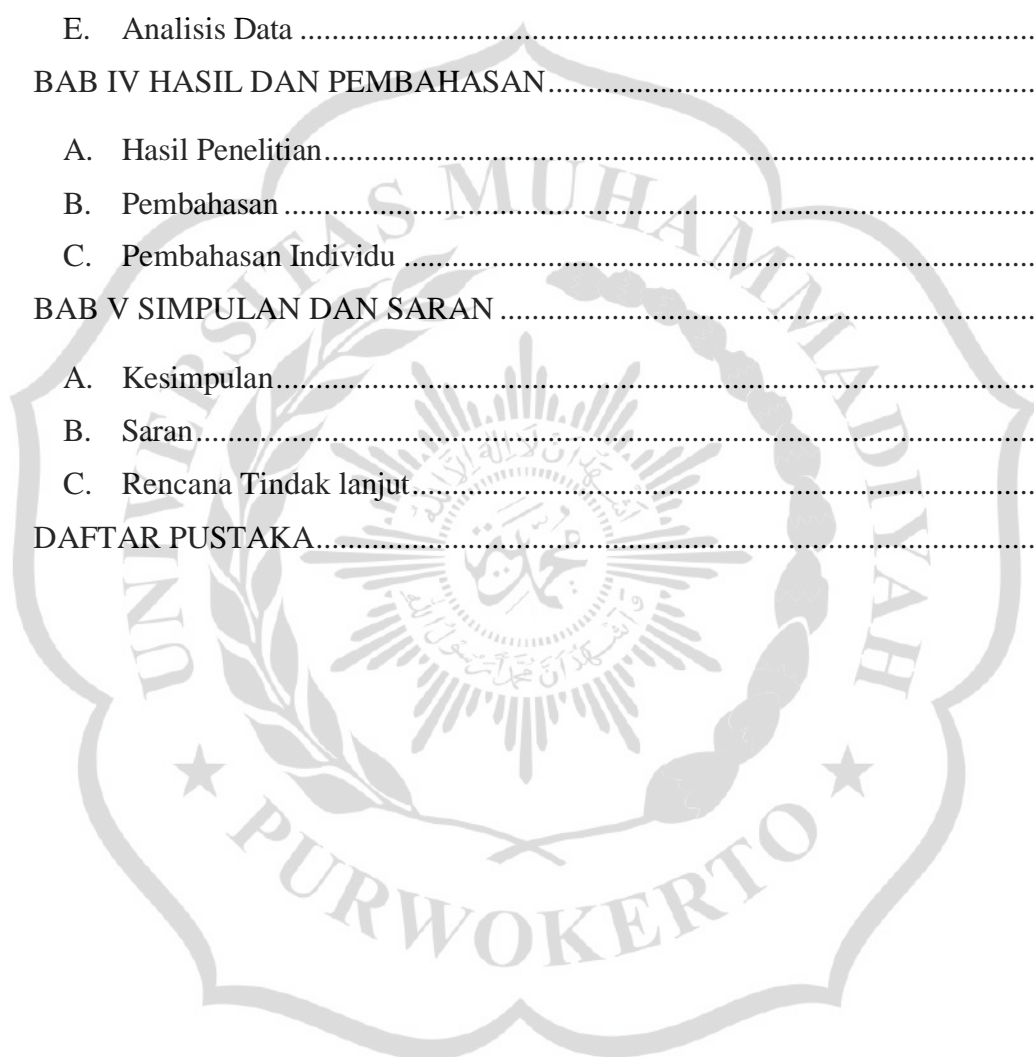 E. Analisis Data ................................................................
BAB IV HASIL DAN PEMBAHASAN................................................................
A. Hasil Penelitian................................................................
B. Pembahasan ................................................................
C. Pembahasan Individu ................................................................
BAB V SIMPULAN DAN SARAN ................................................................
A. Kesimpulan................................................................
B. Saran................................................................
C. Rencana Tindak lanjut................................................................
DAFTAR PUSTAKA................................................................
UNIVERSITAS MUHAMMADIYAH
PURWOKERTO